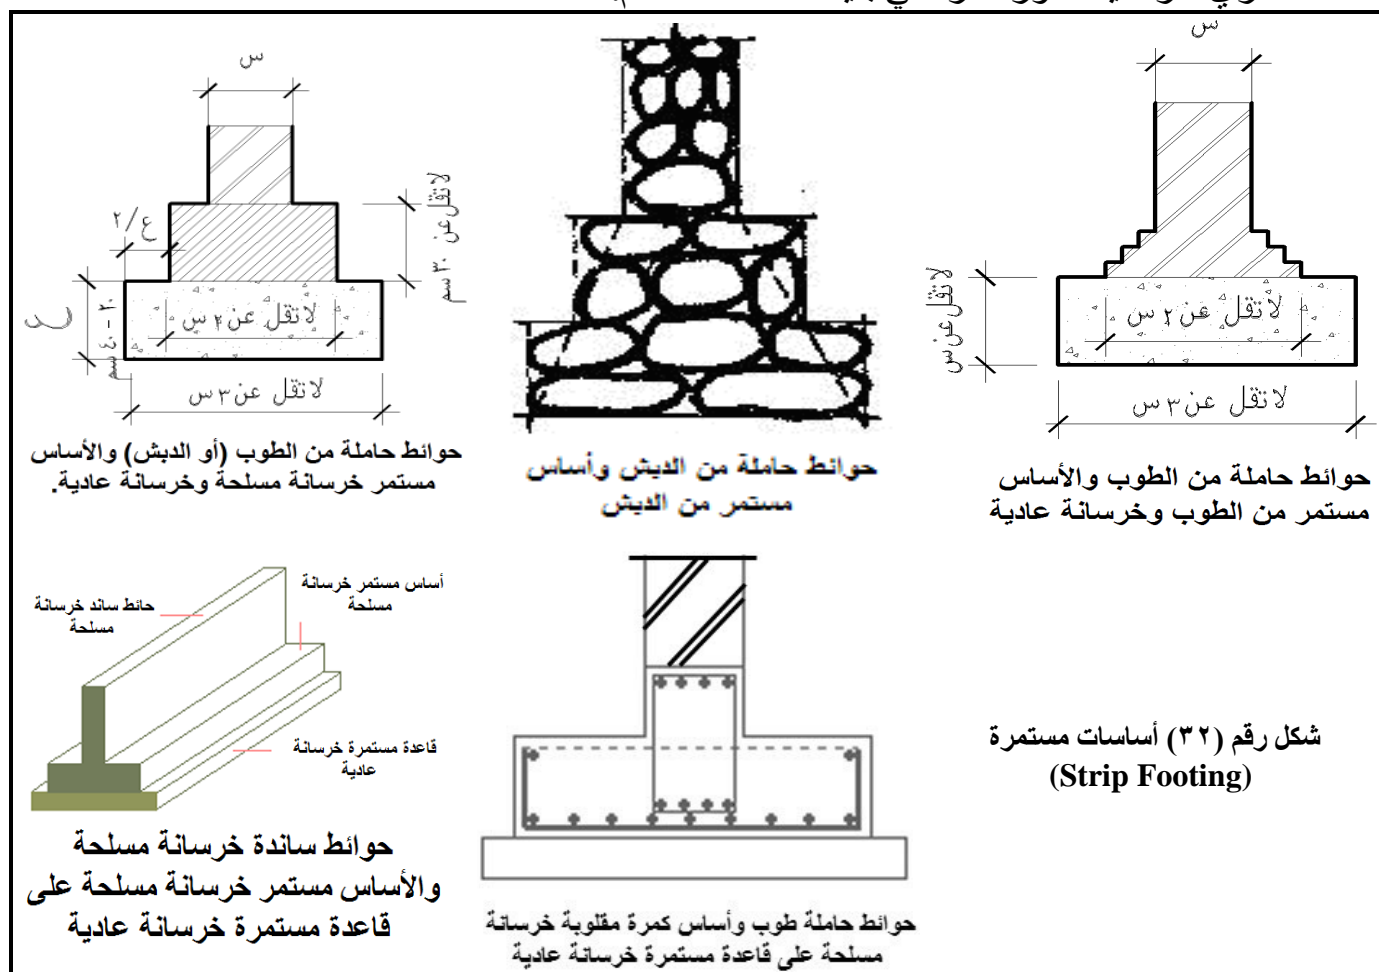 س
لا تقل عن س
لا تقل عن ٢ س
لا تقل عن ٣ س
حوائط حاملة من الطوب والأساس
مستمر من الطوب وخرسانة عادية
حوائط حاملة من الدبش وأساس
مستمر من الدبش
س
ع/٢
لا تقل عن ٣٠ سم
ع
٢٠-٤٠ سم
لا تقل عن ٢ س
لا تقل عن ٣ س
حوائط حاملة من الطوب (أو الدبش) والأساس
مستمر خرسانة مسلحة وخرسانة عادية.
شكل رقم (٣٢) أساسات مستمرة
(Strip Footing)
حوائط حاملة طوب وأساس كمرة مقلوبة خرسانة
مسلحة على قاعدة مستمرة خرسانة عادية
أساس مستمر خرسانة
مسلحة
حائط ساند خرسانة
مسلحة
قاعدة مستمرة خرسانة
عادية
حوائط ساندة خرسانة مسلحة
والأساس مستمر خرسانة مسلحة على
قاعدة مستمرة خرسانة عادية